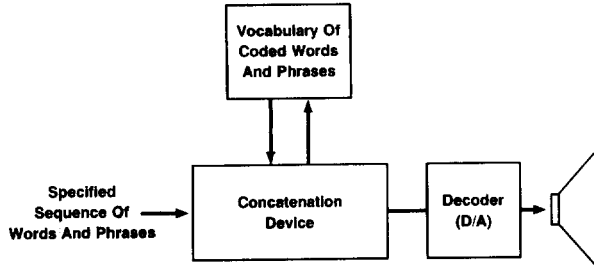 Vocabulary Of
Coded Words
And Phrases
Specified
Sequence Of
Words And Phrases
Concatenation
Device
Decoder
(D/A)